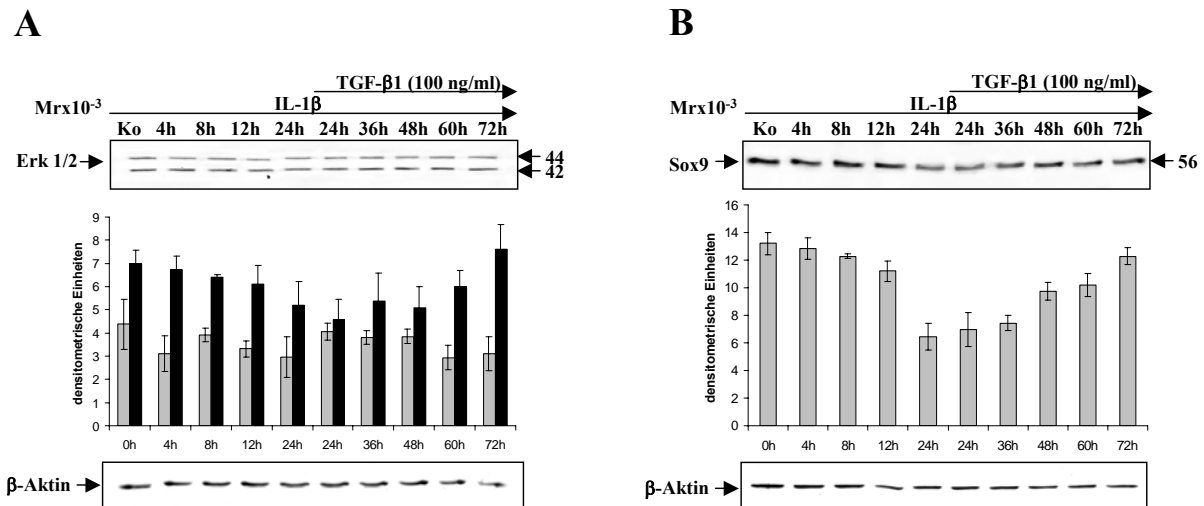 A
TGF-β1 (100 ng/ml)
Mrx10-3
IL-1β
Ko 4h 8h 12h 24h 24h 36h 48h 60h 72h
Erk 1/2
44
42
densitometrische Einheiten
9
8
7
6
5
4
3
2
1
0
0h 4h 8h 12h 24h 24h 36h 48h 60h 72h
β-Aktin
B
TGF-β1 (100 ng/ml)
Mrx10-3
IL-1β
Ko 4h 8h 12h 24h 24h 36h 48h 60h 72h
Sox9
56
densitometrische Einheiten
16
14
12
10
8
6
4
2
0
0h 4h 8h 12h 24h 24h 36h 48h 60h 72h
β-Aktin